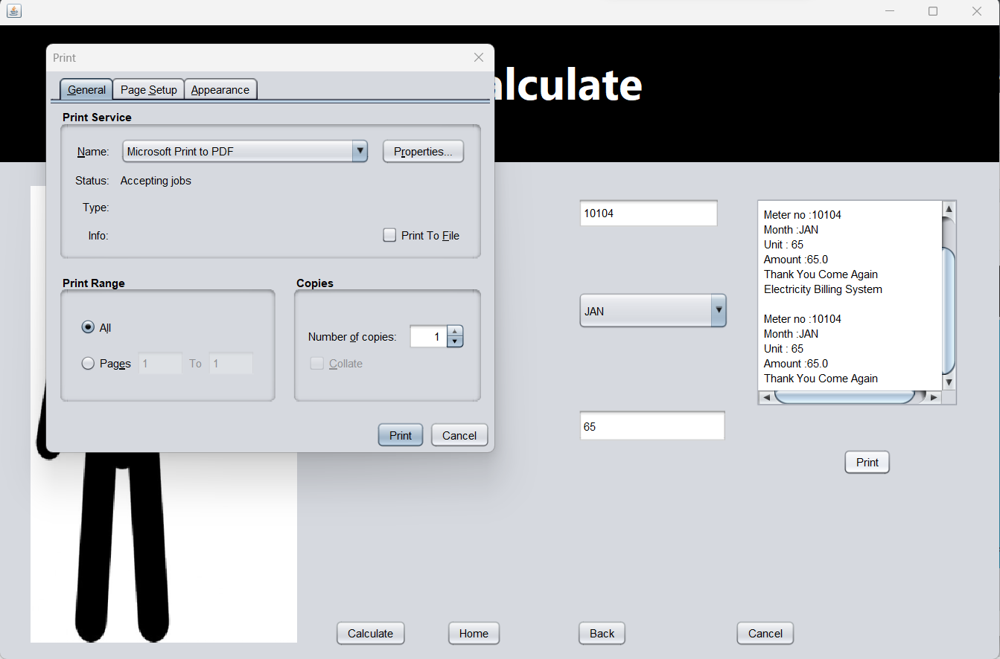 Print
alculate
General Page Setup Appearance
Print Service
Name: Microsoft Print to PDF Properties...
Status: Accepting jobs
Type:
Info: Print To File
Print Range
All
Pages 1 To 1
Copies
Number of copies: 1
Collate
Print Cancel
10104
JAN
65
Meter no :10104
Month :JAN
Unit : 65
Amount :65.0
Thank You Come Again
Electricity Billing System
Meter no :10104
Month :JAN
Unit : 65
Amount :65.0
Thank You Come Again
Print
Calculate Home Back Cancel